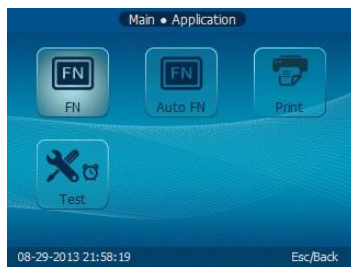 Main ● Application
FN
FN
FN
Auto FN
Print
Test
08-29-2013 21:58:19
Esc/Back